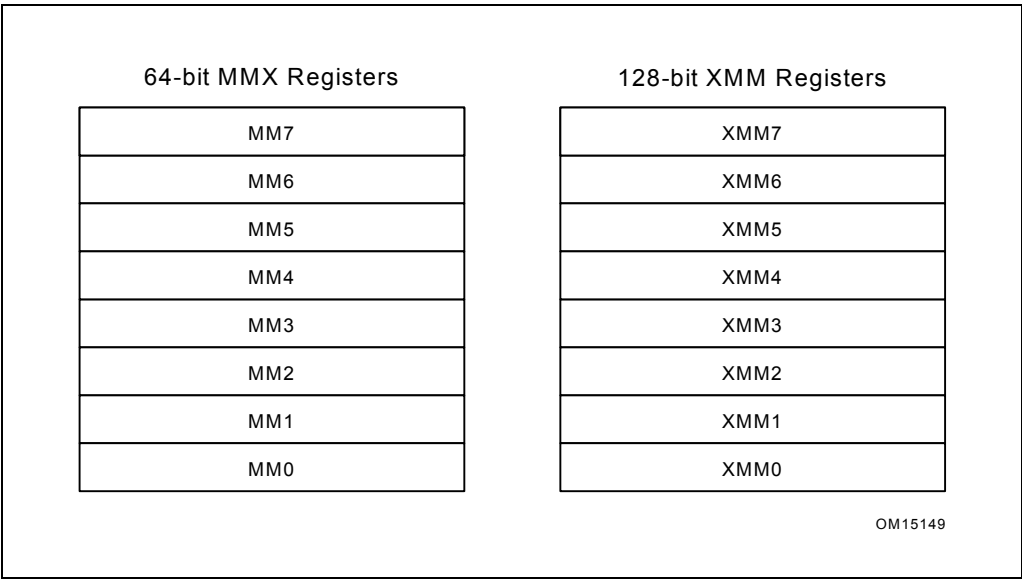 64-bit MMX Registers
MM7
MM6
MM5
MM4
MM3
MM2
MM1
MM0
128-bit XMM Registers
XMM7
XMM6
XMM5
XMM4
XMM3
XMM2
XMM1
XMM0
OM15149